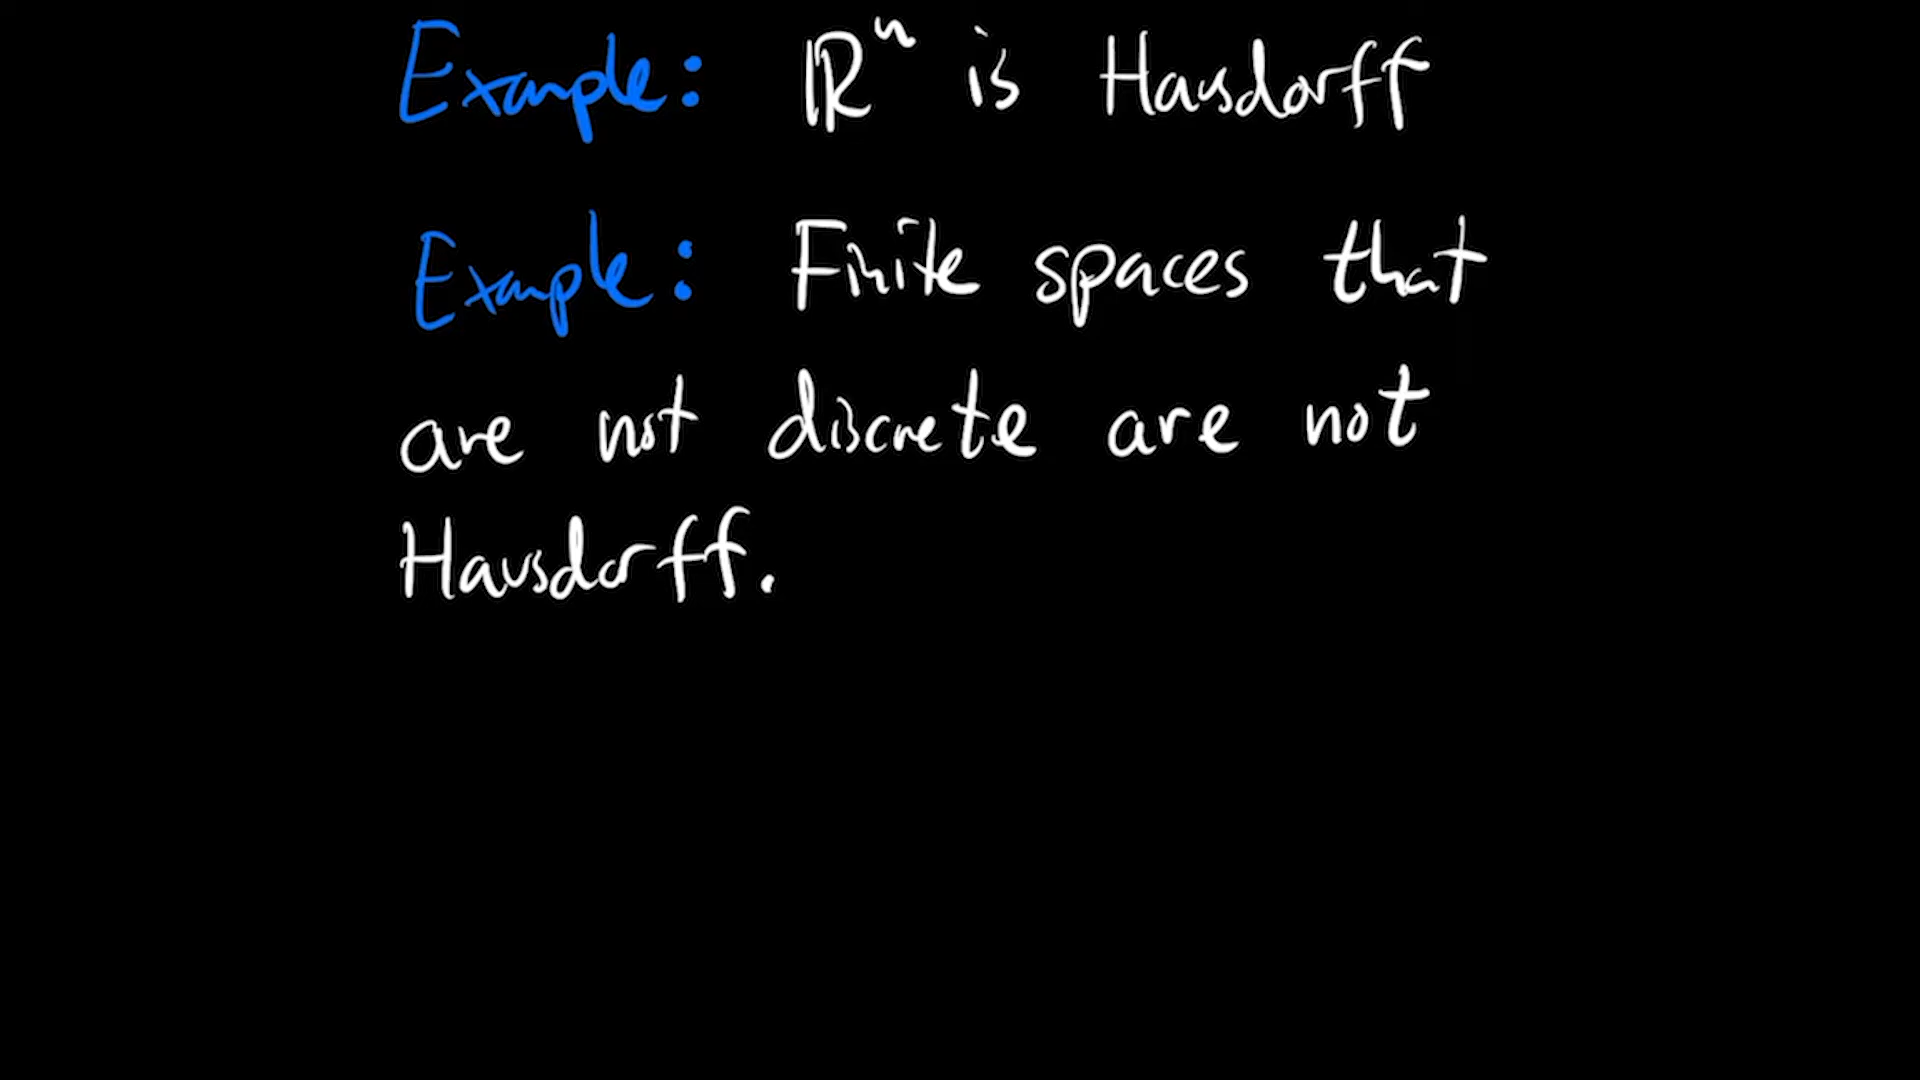 Example: ℝⁿ is Hausdorff
Example: Finite spaces that
are not discrete are not
Hausdorff.